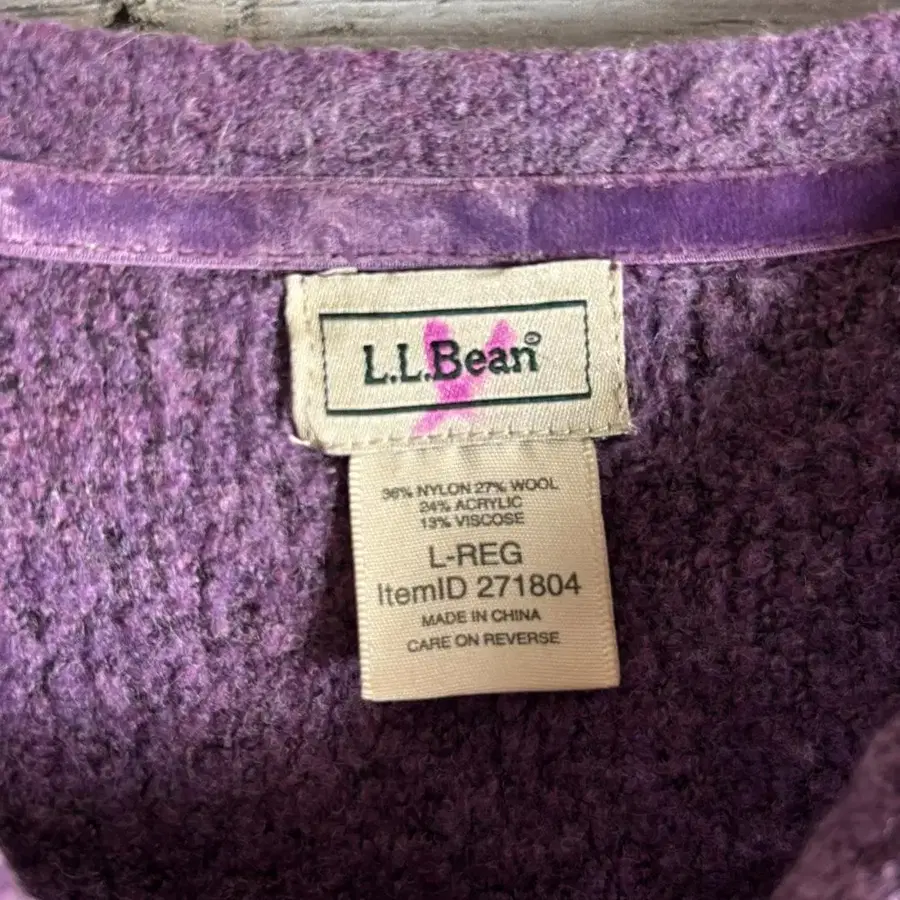 L.L.Bean®
36% NYLON 27% WOOL
24% ACRYLIC
13% VISCOSE
L-REG
ItemID 271804
MADE IN CHINA
CARE ON REVERSE